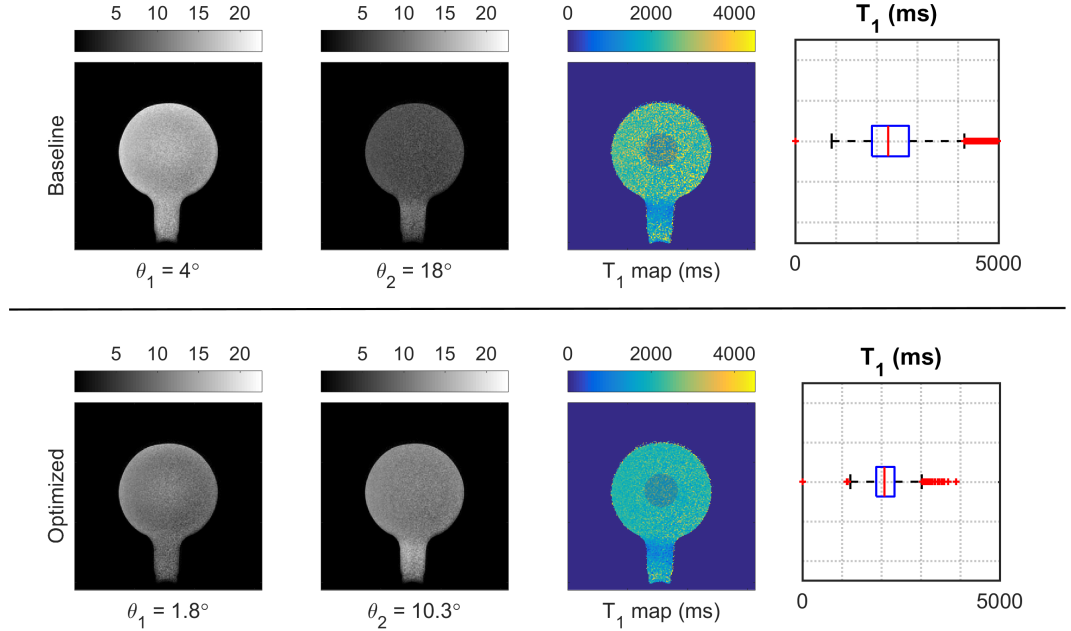 5 10 15 20
5 10 15 20
0 2000 4000
T1 (ms)
Baseline
θ1 = 4°
θ2 = 18°
T1 map (ms)
0 5000
5 10 15 20
5 10 15 20
0 2000 4000
T1 (ms)
Optimized
θ1 = 1.8°
θ2 = 10.3°
T1 map (ms)
0 5000